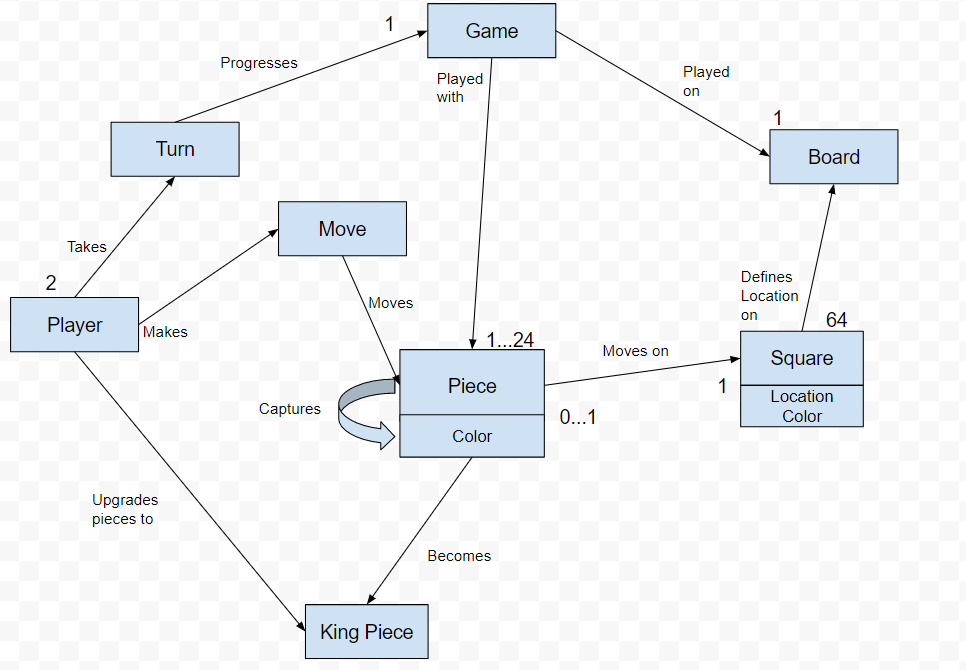 1
Game
Progresses
Played
with
Played
on
1
Turn
Board
Move
Takes
2
Player
Makes
Moves
Defines
Location
on
64
1...24
Moves on
Square
Piece
1
Location
Color
Captures
0...1
Color
Upgrades
pieces to
Becomes
King Piece